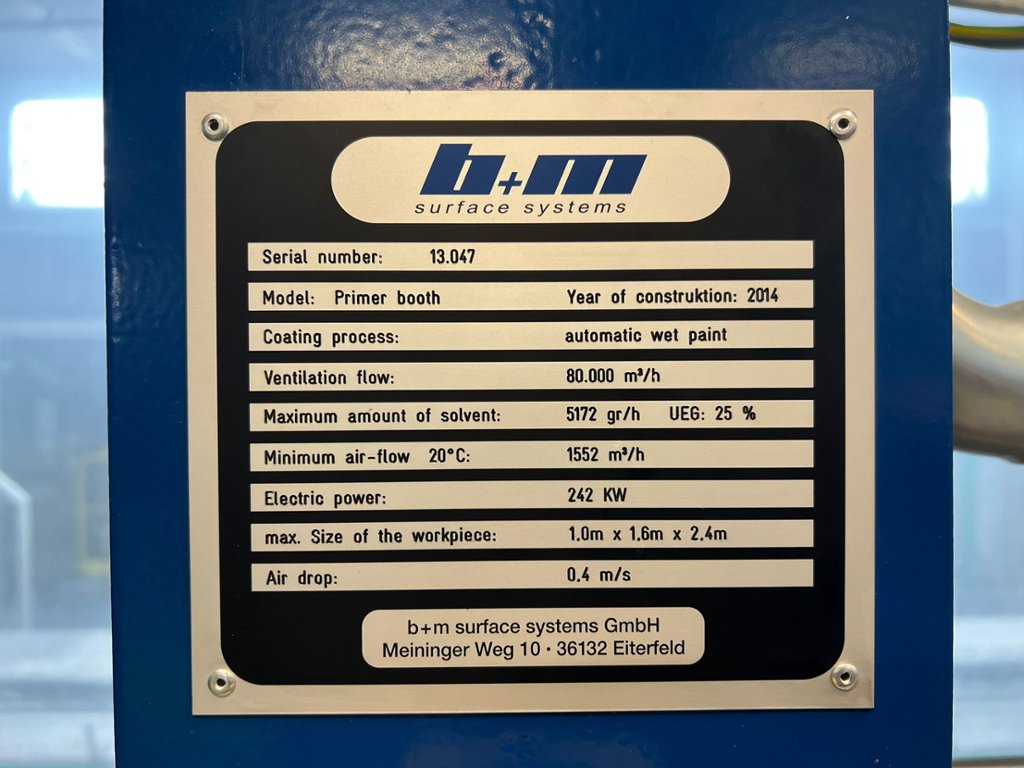 b+m
surface systems
Serial number: 13.047
Model: Primer booth Year of construktion: 2014
Coating process: automatic wet paint
Ventilation flow: 80.000 m³/h
Maximum amount of solvent: 5172 gr/h UEG: 25 %
Minimum air-flow 20°C: 1552 m³/h
Electric power: 242 KW
max. Size of the workpiece: 1.0m x 1.6m x 2.4m
Air drop: 0.4 m/s
b+m surface systems GmbH
Meininger Weg 10 · 36132 Eiterfeld